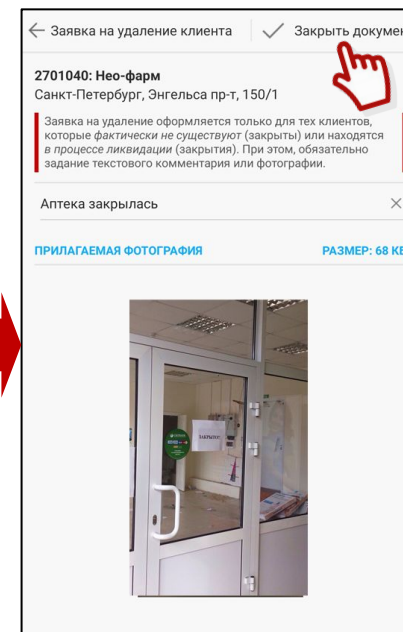 Заявка на удаление клиента
Закрыть докумен
2701040: Нео-фарм
Санкт-Петербург, Энгельса пр-т, 150/1
Заявка на удаление оформляется только для тех клиентов,
которые фактически не существуют (закрыты) или находятся
в процессе ликвидации (закрытия). При этом, обязательно
задание текстового комментария или фотографии.
Аптека закрылась
ПРИЛАГАЕМАЯ ФОТОГРАФИЯ
РАЗМЕР: 68 КБ
ЗАКРЫТО!